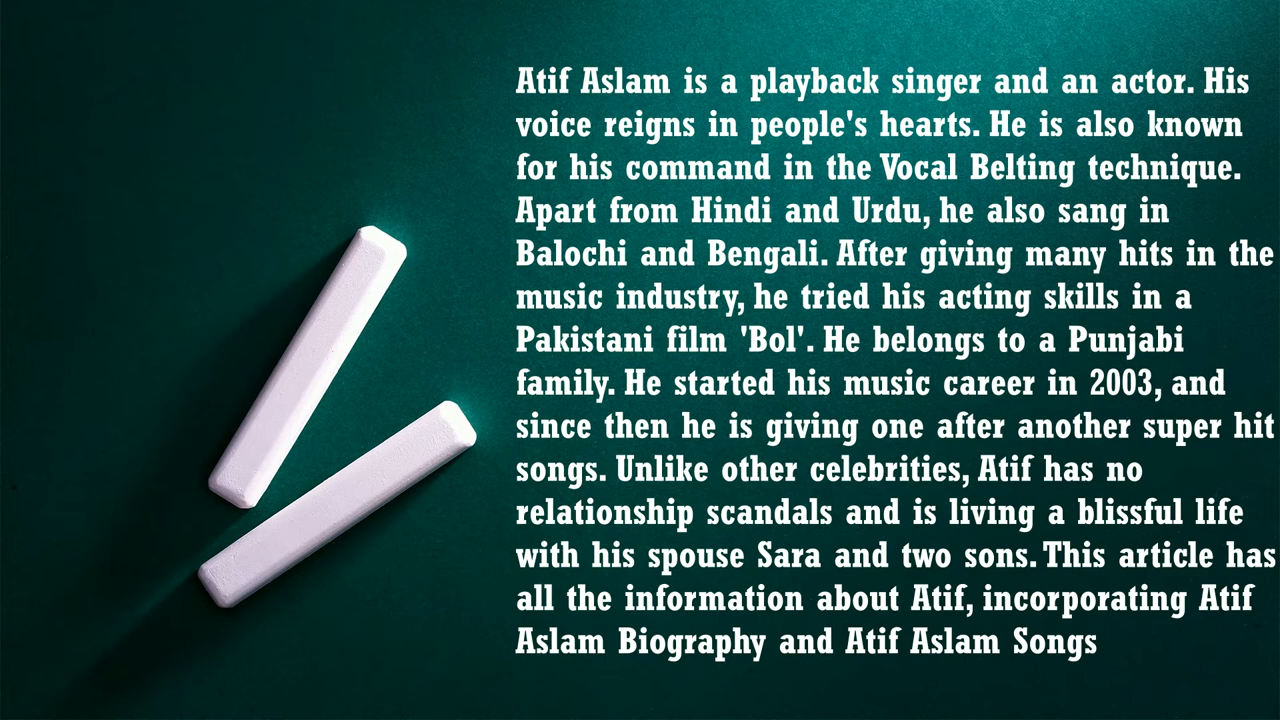 Atif Aslam is a playback singer and an actor. His
voice reigns in people's hearts. He is also known
for his command in the Vocal Belting technique.
Apart from Hindi and Urdu, he also sang in
Balochi and Bengali. After giving many hits in the
music industry, he tried his acting skills in a
Pakistani film 'Bol'. He belongs to a Punjabi
family. He started his music career in 2003, and
since then he is giving one after another super hit
songs. Unlike other celebrities, Atif has no
relationship scandals and is living a blissful life
with his spouse Sara and two sons. This article has
all the information about Atif, incorporating Atif
Aslam Biography and Atif Aslam Songs